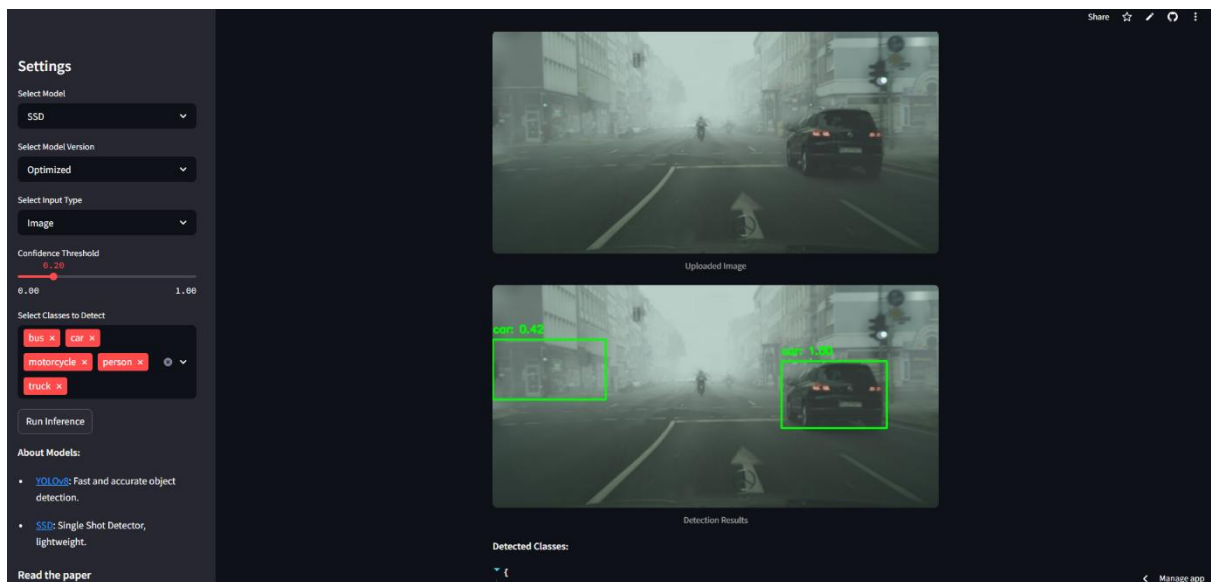 Share
Settings
Select Model
SSD
Select Model Version
Optimized
Select Input Type
Image
Confidence Threshold
0.20
0.00 1.00
Select Classes to Detect
bus × car ×
motorcycle × person ×
truck ×
Run Inference
About Models:
YOLOv8: Fast and accurate object
detection.
SSD: Single Shot Detector,
lightweight.
Read the paper
Uploaded Image
car: 0.42
car: 1.00
Detection Results
Detected Classes:
{
Manage app